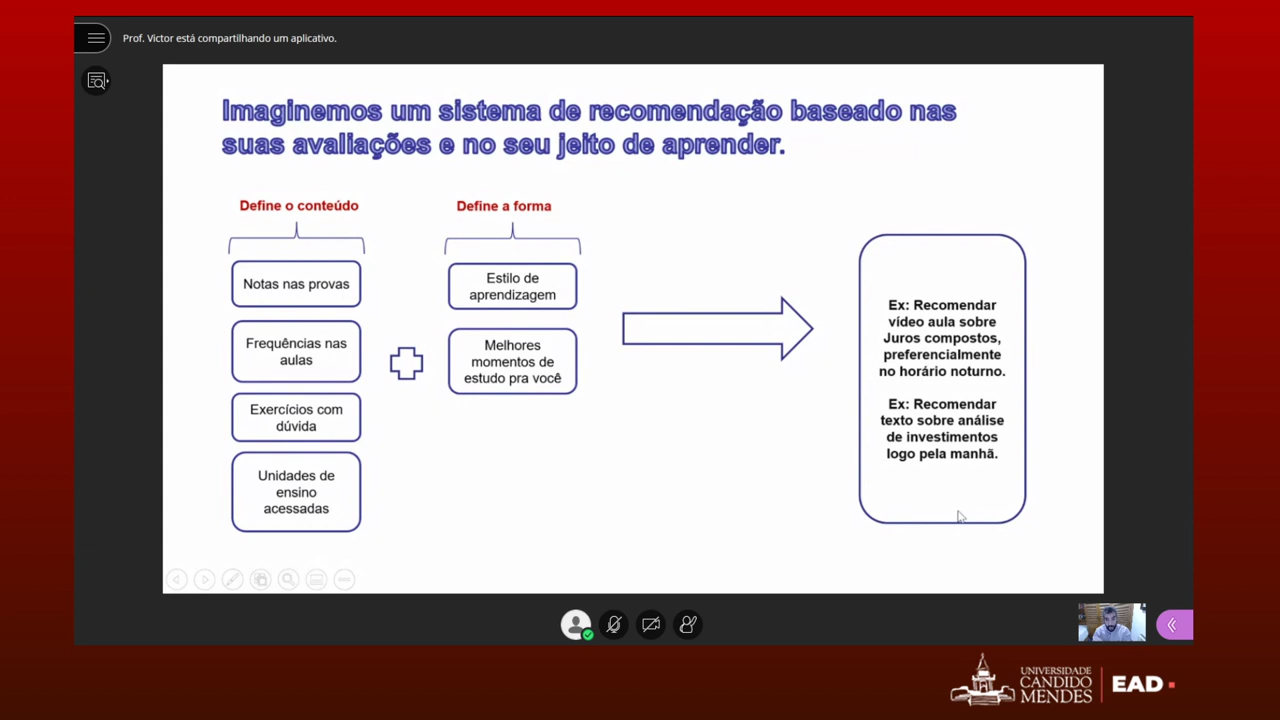 Prof. Victor está compartilhando um aplicativo.
Imaginemos um sistema de recomendação baseado nas
suas avaliações e no seu jeito de aprender.
Define o conteúdo
Notas nas provas
Frequências nas
aulas
Exercícios com
dúvida
Unidades de
ensino
acessadas
Define a forma
Estilo de
aprendizagem
Melhores
momentos de
estudo pra você
Ex: Recomendar
vídeo aula sobre
Juros compostos,
preferencialmente
no horário noturno.
Ex: Recomendar
texto sobre análise
de investimentos
logo pela manhã.
UNIVERSIDADE
CANDIDO
MENDES
EAD